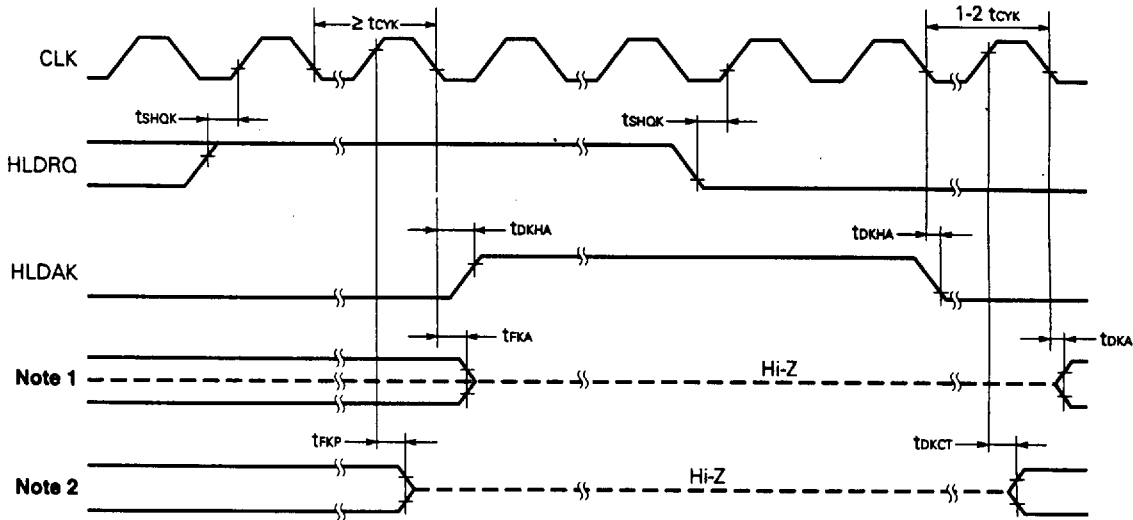 ≥ tCYK
1-2 tCYK
CLK
tSHQK
tSHQK
HLDRQ
tDKHA
tDKHA
HLDAK
tFKA
tDKA
Note 1
Hi-Z
tFKP
tDKCT
Note 2
Hi-Z